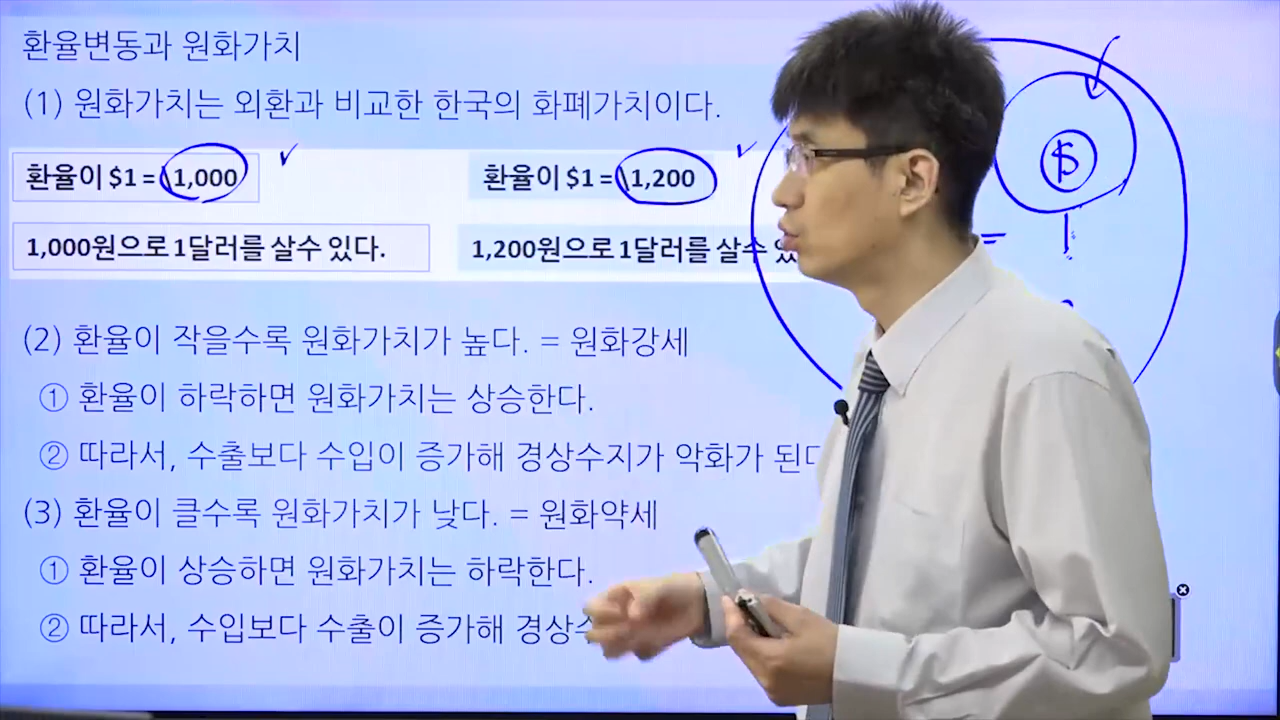 환율변동과 원화가치
(1) 원화가치는 외환과 비교한 한국의 화폐가치이다.
환율이 $1 = \1,000 환율이 $1 = \1,200
1,000원으로 1달러를 살수 있다. 1,200원으로 1달러를 살수
$
(2) 환율이 작을수록 원화가치가 높다. = 원화강세
① 환율이 하락하면 원화가치는 상승한다.
② 따라서, 수출보다 수입이 증가해 경상수지가 악화가
(3) 환율이 클수록 원화가치가 낮다. = 원화약세
① 환율이 상승하면 원화가치는 하락한다.
② 따라서, 수입보다 수출이 증가해